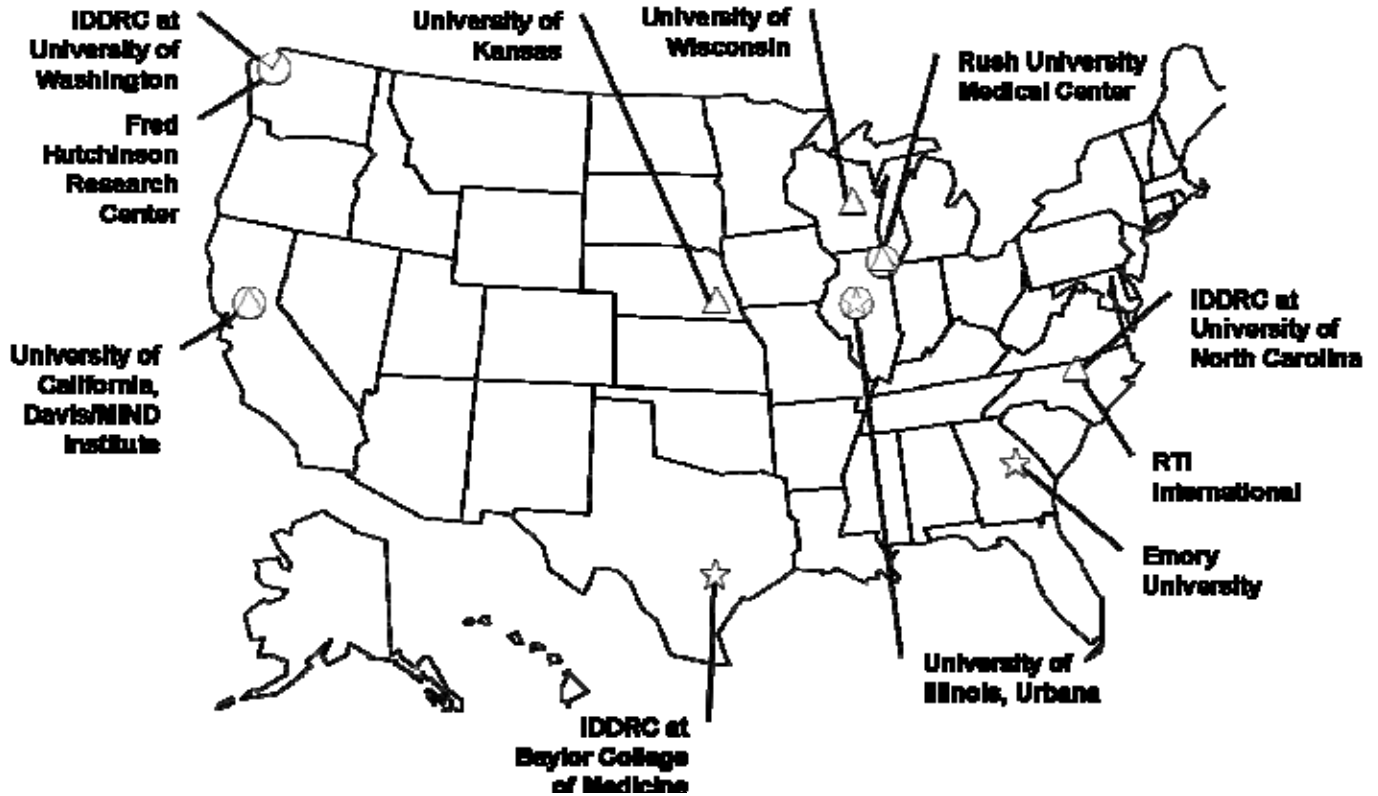 IDDRC at
University of
Washington
Fred
Hutchinson
Research
Center
University of
Kansas
University of
Wisconsin
Rush University
Medical Center
IDDRC at
University of
North Carolina
University of
California,
Davis/MIND
Institute
RTI
International
Emory
University
University of
Illinois, Urbana
IDDRC at
Baylor College
of Medicine